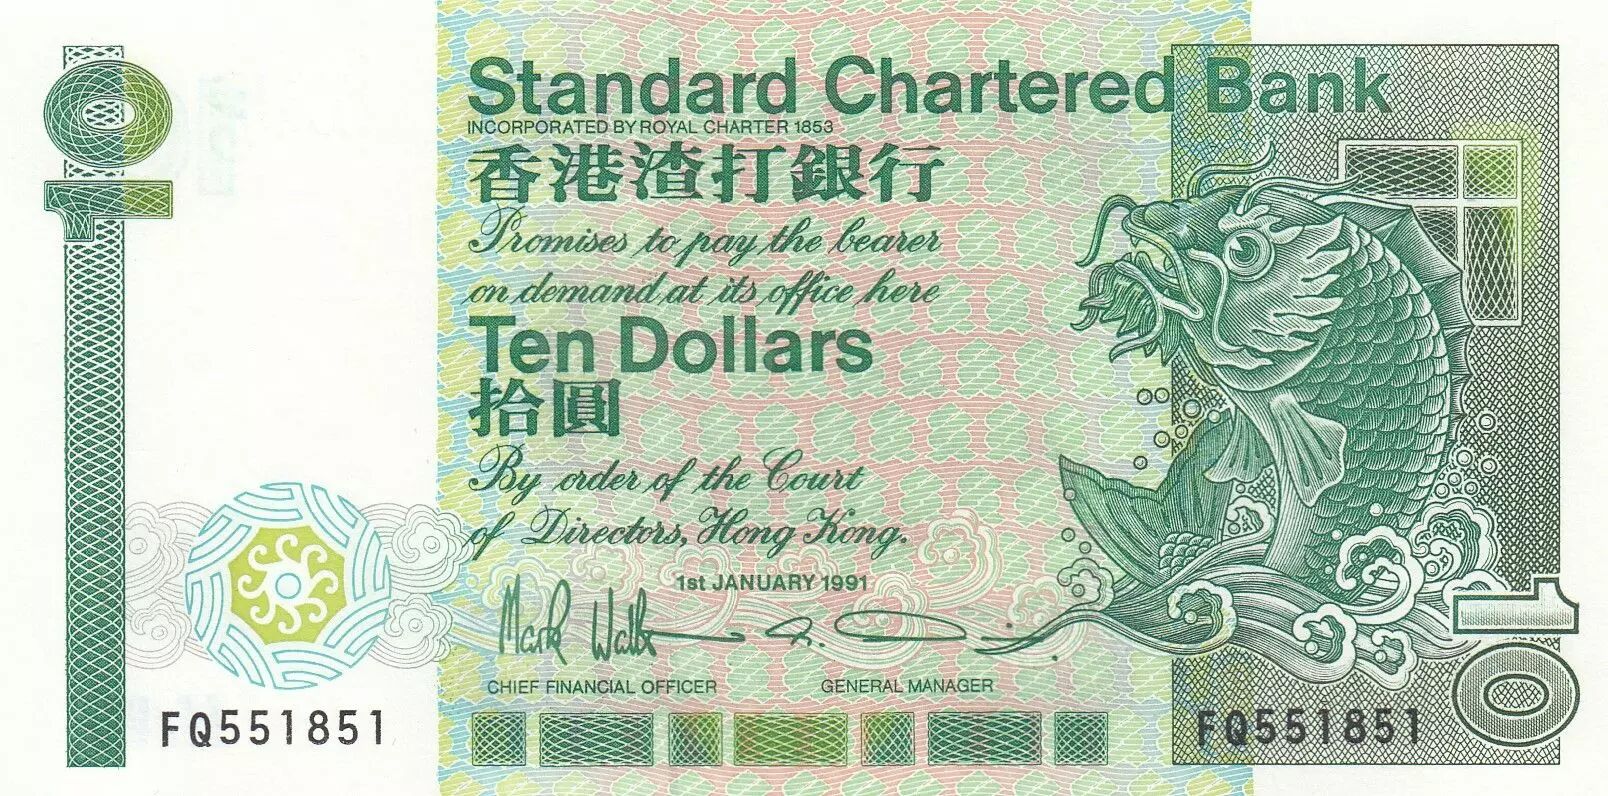 10
Standard Chartered Bank
INCORPORATED BY ROYAL CHARTER 1853
香港渣打銀行
Promises to pay the bearer
on demand at its office here
Ten Dollars
拾圓
By order of the Court
of Directors, Hong Kong.
1st JANUARY 1991
CHIEF FINANCIAL OFFICER
GENERAL MANAGER
FQ551851
FQ551851
10